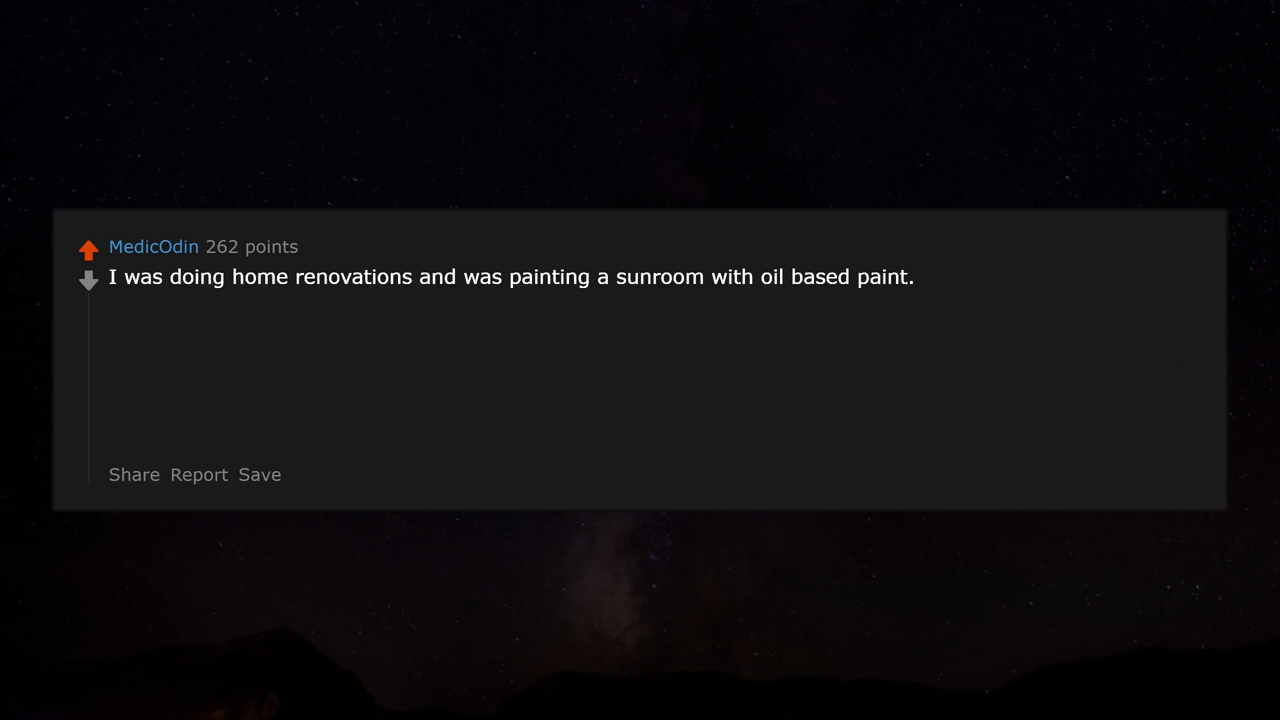 MedicOdin 262 points
I was doing home renovations and was painting a sunroom with oil based paint.
Share Report Save